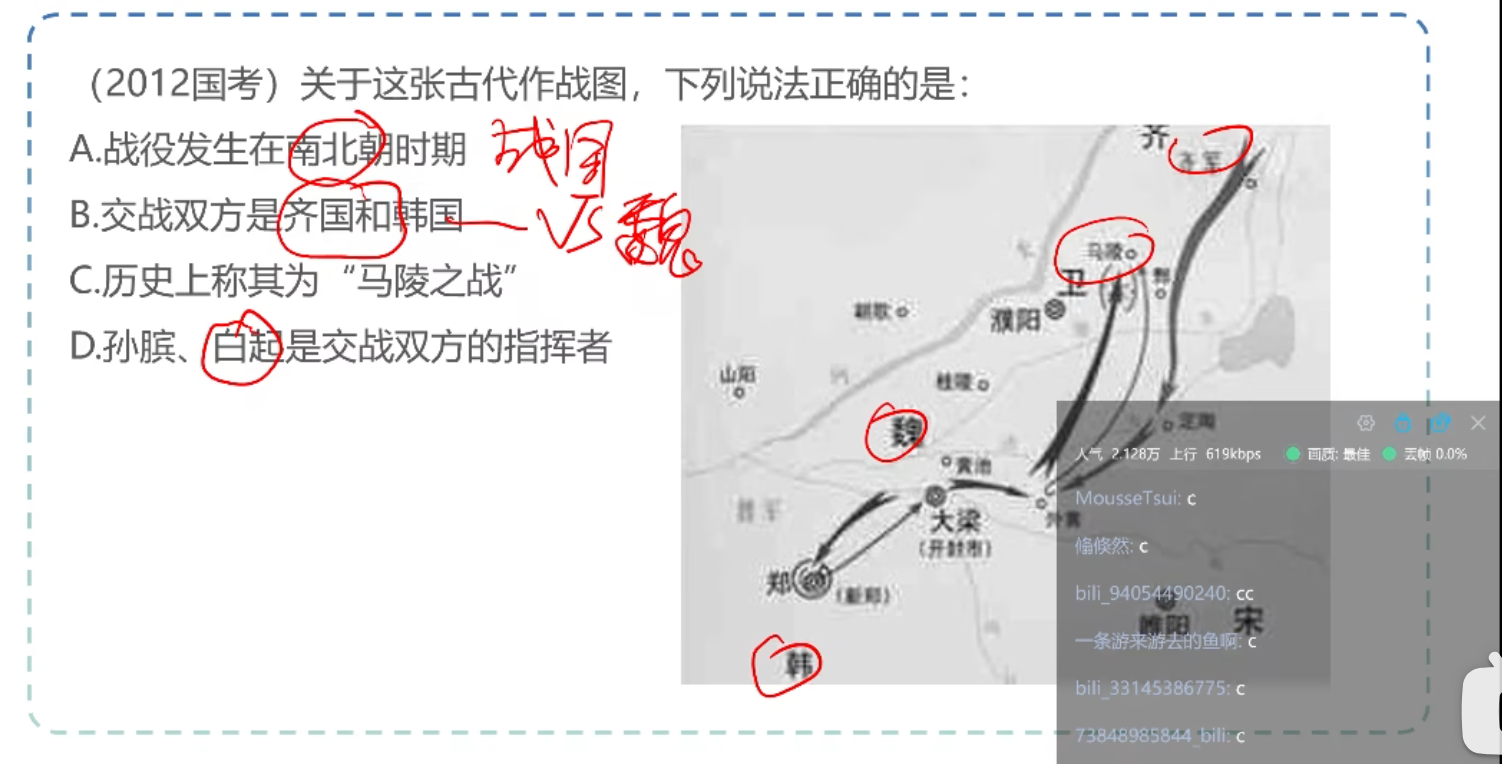 （2012国考）关于这张古代作战图，下列说法正确的是：
A.战役发生在南北朝时期 战国
B.交战双方是齐国和韩国 VS 魏
C.历史上称其为“马陵之战”
D.孙膑、白起是交战双方的指挥者
齐
齐军
马陵
卫
鄄
朝歌
濮阳
山阳
桂陵
魏
定陶
黄池
大梁
（开封市）
外黄
郑
（新郑）
睢阳
宋
韩
人气 2.128万 上行 619kbps 画质: 最佳 丢帧 0.0%
MousseTsui: c
翛倏然: c
bili_94054490240: cc
一条游来游去的鱼啊: c
bili_33145386775: c
73848985844_bili: c